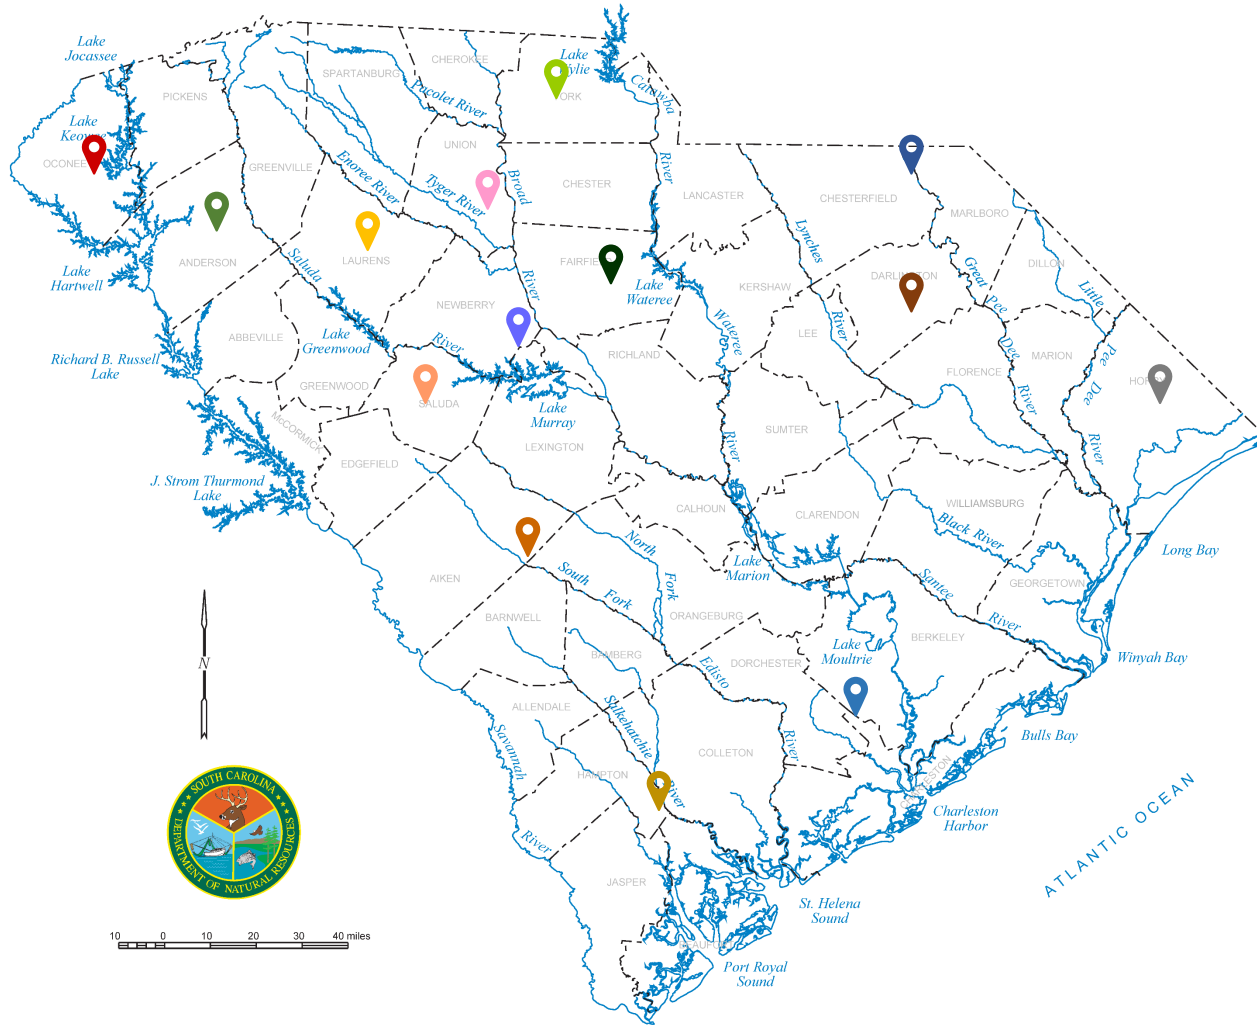 Lake
Jocassee
CHEROKEE
Lake
SPARTANBURG
PICKENS
Catawba
Pacolet River
Lake
OCONEE
GREENVILLE
UNION
River
Enoree River
Tyger River
Broad
CHESTER
LANCASTER
CHESTERFIELD
MARLBORO
Lynches
ANDERSON
LAURENS
Saluda
DILLON
Lake
Hartwell
River
Lake
Wateree
KERSHAW
Great
Pee
Dee
River
Little
Pee
Dee
River
NEWBERRY
ABBEVILLE
Lake
Greenwood
River
Wateree
River
LEE
River
RICHLAND
MARION
Richard B. Russell
Lake
FLORENCE
GREENWOOD
SALUDA
Lake
Murray
McCORMICK
SUMTER
EDGEFIELD
LEXINGTON
J. Strom Thurmond
Lake
CALHOUN
CLARENDON
WILLIAMSBURG
Black River
North
Fork
Long Bay
Lake
Marion
South
Fork
AIKEN
Santee
River
GEORGETOWN
BARNWELL
ORANGEBURG
N
BAMBERG
Edisto
River
DORCHESTER
Lake
Moultrie
BERKELEY
Winyah Bay
ALLENDALE
Salkehatchie
River
Savannah
River
Bulls Bay
COLLETON
HAMPTON
CHARLESTON
SOUTH CAROLINA
DEPARTMENT OF NATURAL RESOURCES
Charleston
Harbor
ATLANTIC OCEAN
JASPER
St. Helena
Sound
BEAUFORT
10 0 10 20 30 40 miles
Port Royal
Sound